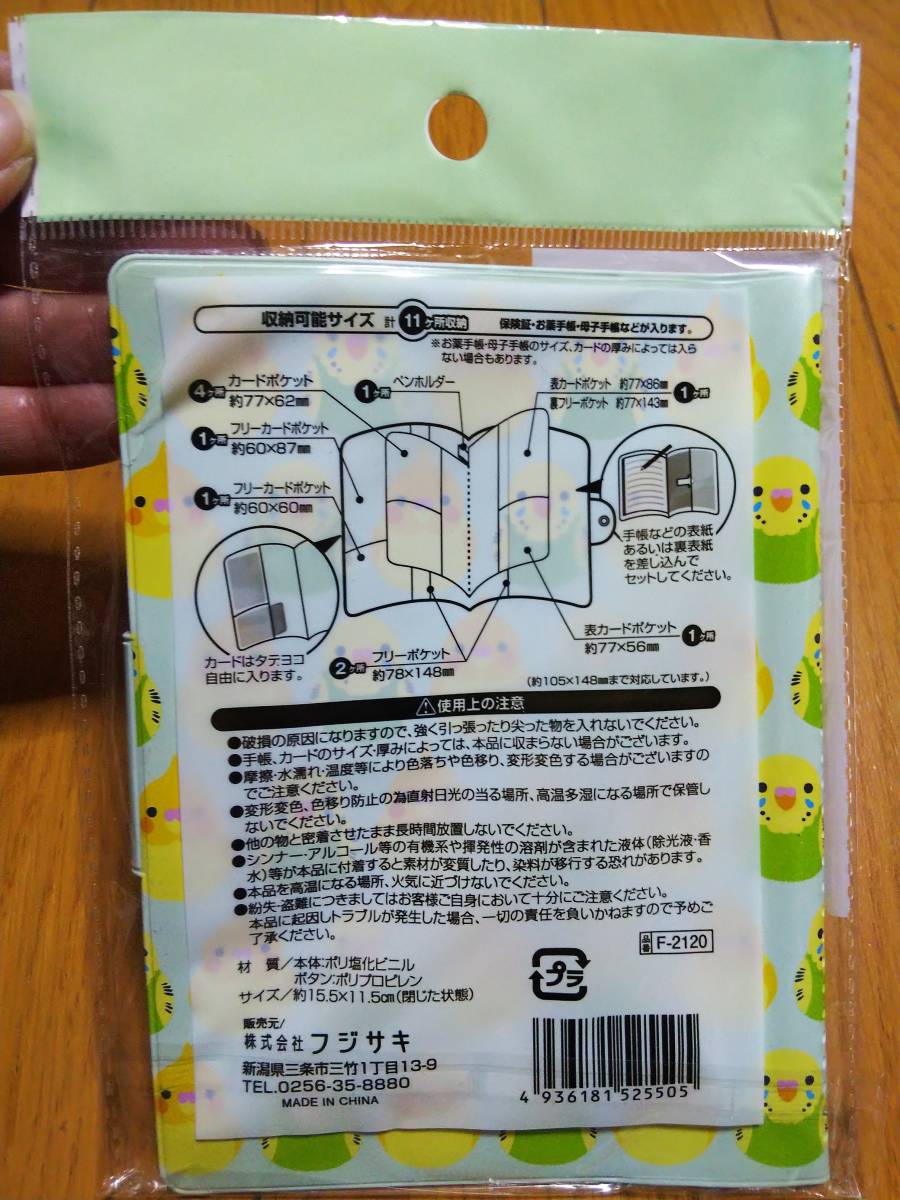 収納可能サイズ 計 11ヶ所収納 保険証・お薬手帳・母子手帳などが入ります。
※お薬手帳・母子手帳のサイズ、カードの厚みによっては入ら
ない場合もあります。
4ヶ所 カードポケット
約77×62㎜
1ヶ所 ペンホルダー
表カードポケット 約77×86㎜
裏フリーポケット 約77×143㎜
1ヶ所
1ヶ所 フリーカードポケット
約60×87㎜
1ヶ所 フリーカードポケット
約60×60㎜
手帳などの表紙
あるいは裏表紙
を差し込んで
セットしてください。
カードはタテヨコ
自由に入ります。
2ヶ所 フリーポケット
約78×148㎜
表カードポケット
約77×56㎜
1ヶ所
(約105×148㎜まで対応しています。)
⚠使用上の注意
●破損の原因になりますので、強く引っ張ったり尖った物を入れないでください。
●手帳、カードのサイズ・厚みによっては、本品に収まらない場合がございます。
●摩擦・水濡れ・温度等により色落ちや色移り、変形変色する場合がございますの
でご注意ください。
●変形変色、色移り防止の為直射日光の当る場所、高温多湿になる場所で保管し
ないでください。
●他の物と密着させたまま長時間放置しないでください。
●シンナー・アルコール等の有機系や揮発性の溶剤が含まれた液体(除光液・香
水)等が本品に付着すると素材が変質したり、染料が移行する恐れがあります。
●本品を高温になる場所、火気に近づけないでください。
●紛失・盗難につきましてはお客様ご自身において十分にご注意ください。
本品に起因しトラブルが発生した場合、一切の責任を負いかねますので予めご
了承ください。
品番 F-2120
材 質/本体:ポリ塩化ビニル
ボタン:ポリプロピレン
サイズ/約15.5×11.5㎝(閉じた状態)
プラ
販売元/
株式会社 フジサキ
新潟県三条市三竹1丁目13-9
TEL.0256-35-8880
MADE IN CHINA
4 936181 525505